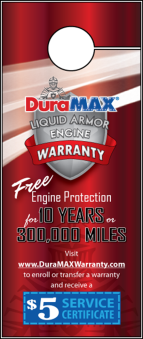 DuraMAX®
LIQUID ARMOR
ENGINE
WARRANTY
Free
Engine Protection
for 10 YEARS or
300,000 MILES
Visit
www.DuraMAXWarranty.com
to enroll or transfer a warranty
and receive a
$5 SERVICE
CERTIFICATE